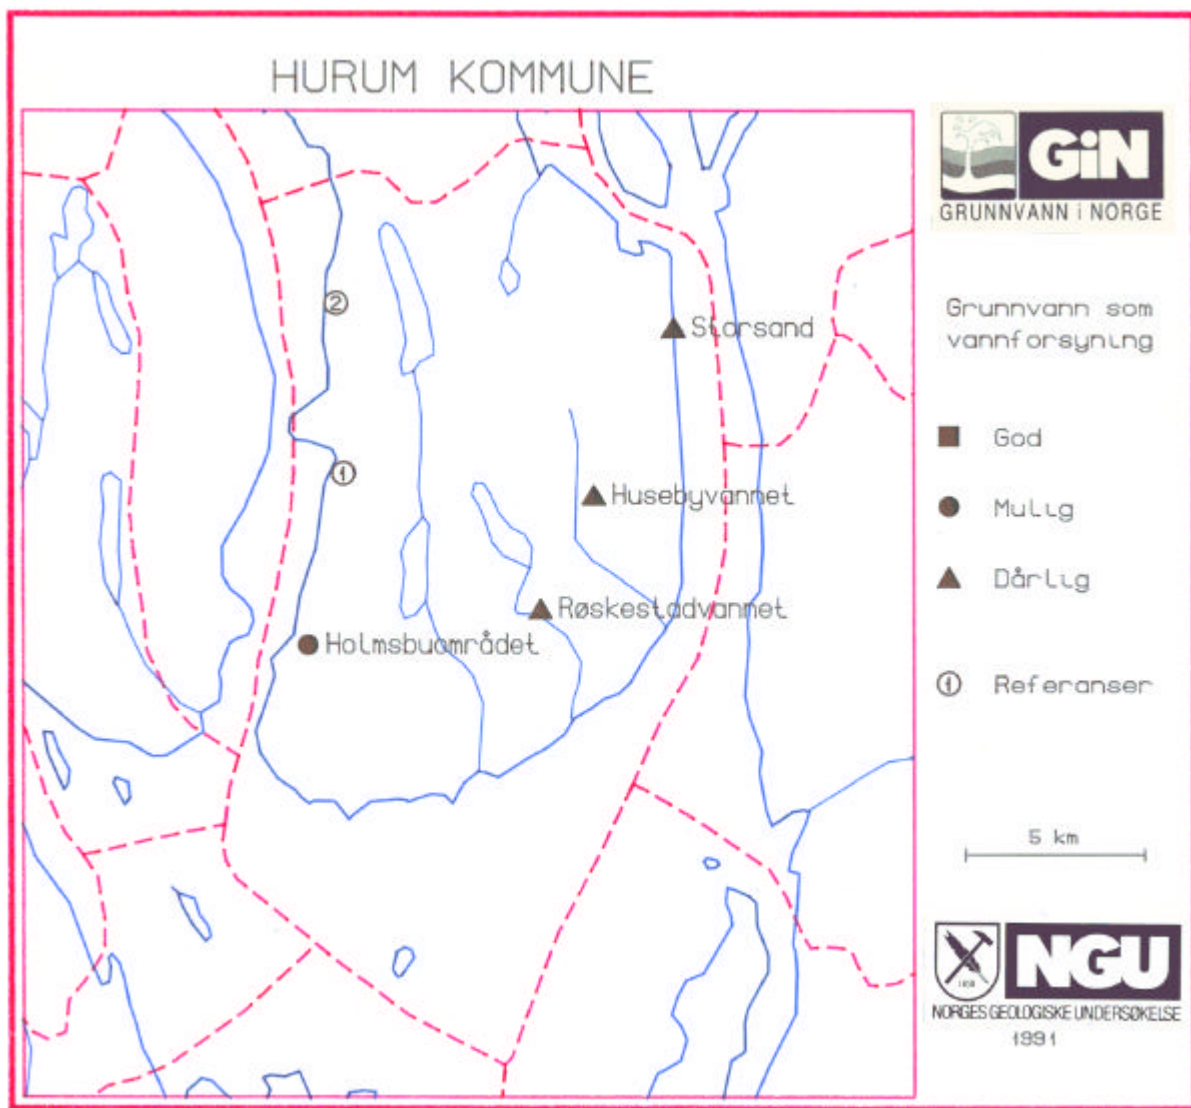 HURUM KOMMUNE
GiN
GRUNNVANN i NORGE
Grunnvann som
vannforsyning
God
Mulig
Dårlig
1 Referanser
5 km
NGU
NORGES GEOLOGISKE UNDERSØKELSE
1991
2
Storsand
1
Husebyvannet
Røskestadvannet
Holmsbuområdet